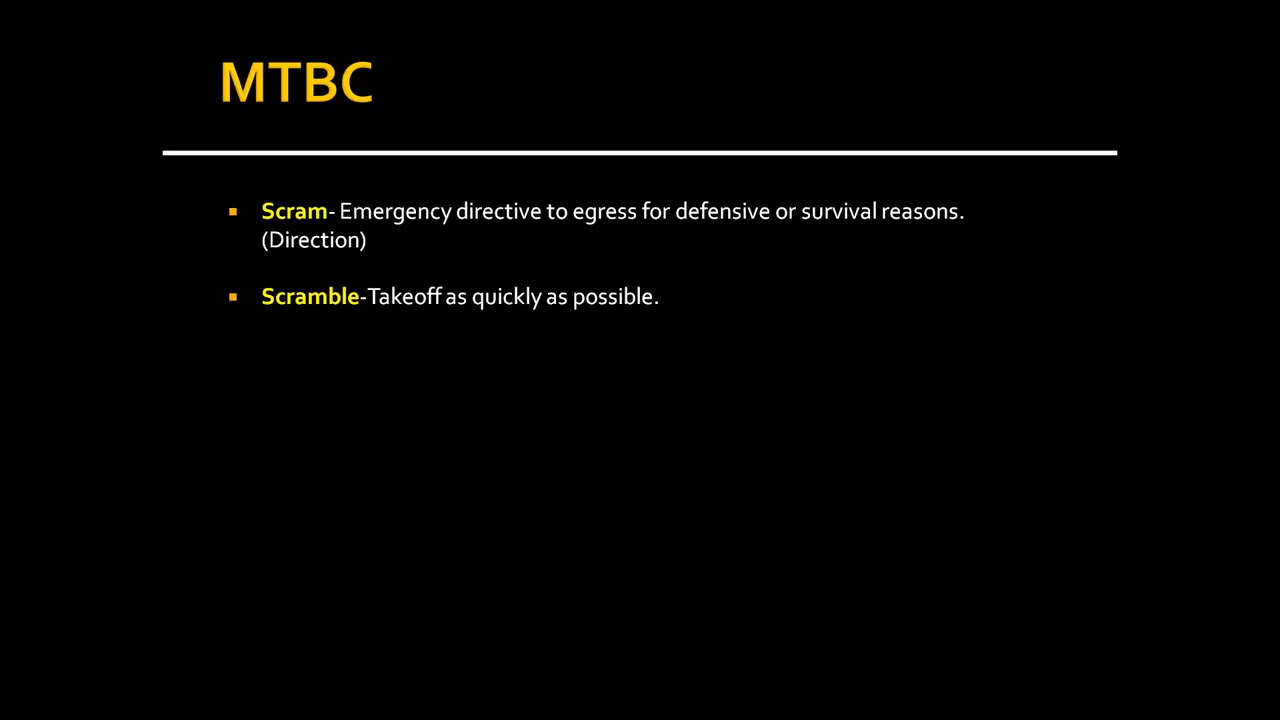 MTBC
Scram- Emergency directive to egress for defensive or survival reasons.
(Direction)
Scramble-Takeoff as quickly as possible.